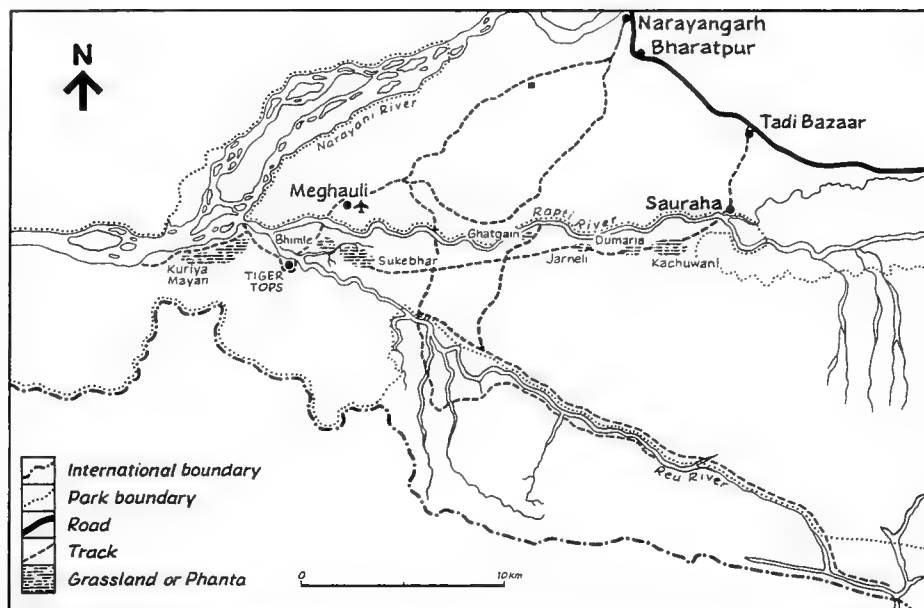 Narayangarh
Bharatpur
N
Tadi Bazaar
Narayani River
Meghauli
Sauraha
Rapti River
Ghatgain
Bhimle
Dumaria
Sukebhar
Jarneli
Kachuwani
Kuriya
Mayan
TIGER
TOPS
Reu River
International boundary
Park boundary
Road
Track
Grassland or Phanta
0 10km